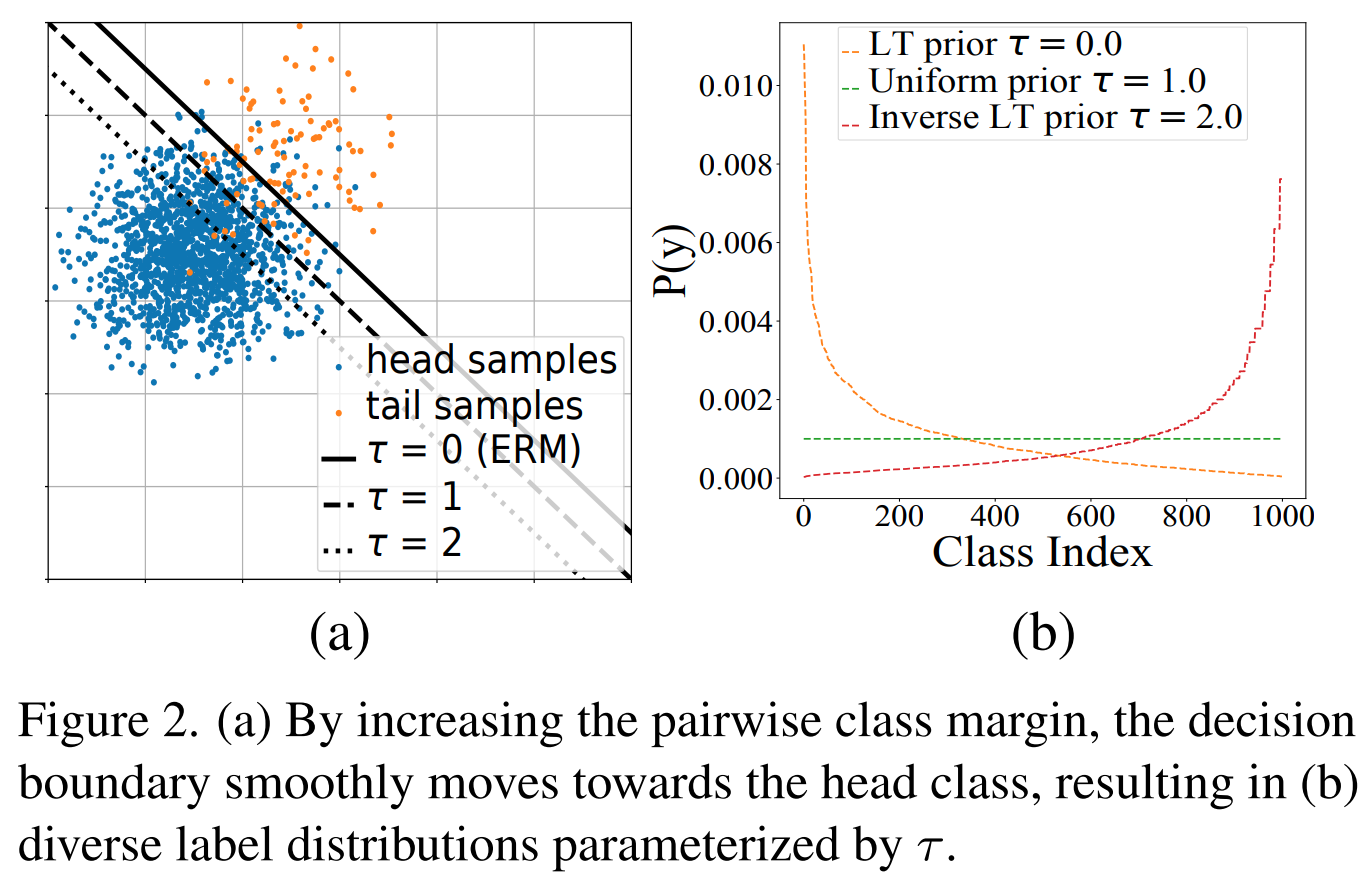 head samples
tail samples
τ = 0 (ERM)
τ = 1
τ = 2
(a)
LT prior τ = 0.0
Uniform prior τ = 1.0
Inverse LT prior τ = 2.0
P(y)
0.010
0.008
0.006
0.004
0.002
0.000
0 200 400 600 800 1000
Class Index
(b)
Figure 2. (a) By increasing the pairwise class margin, the decision
boundary smoothly moves towards the head class, resulting in (b)
diverse label distributions parameterized by τ.